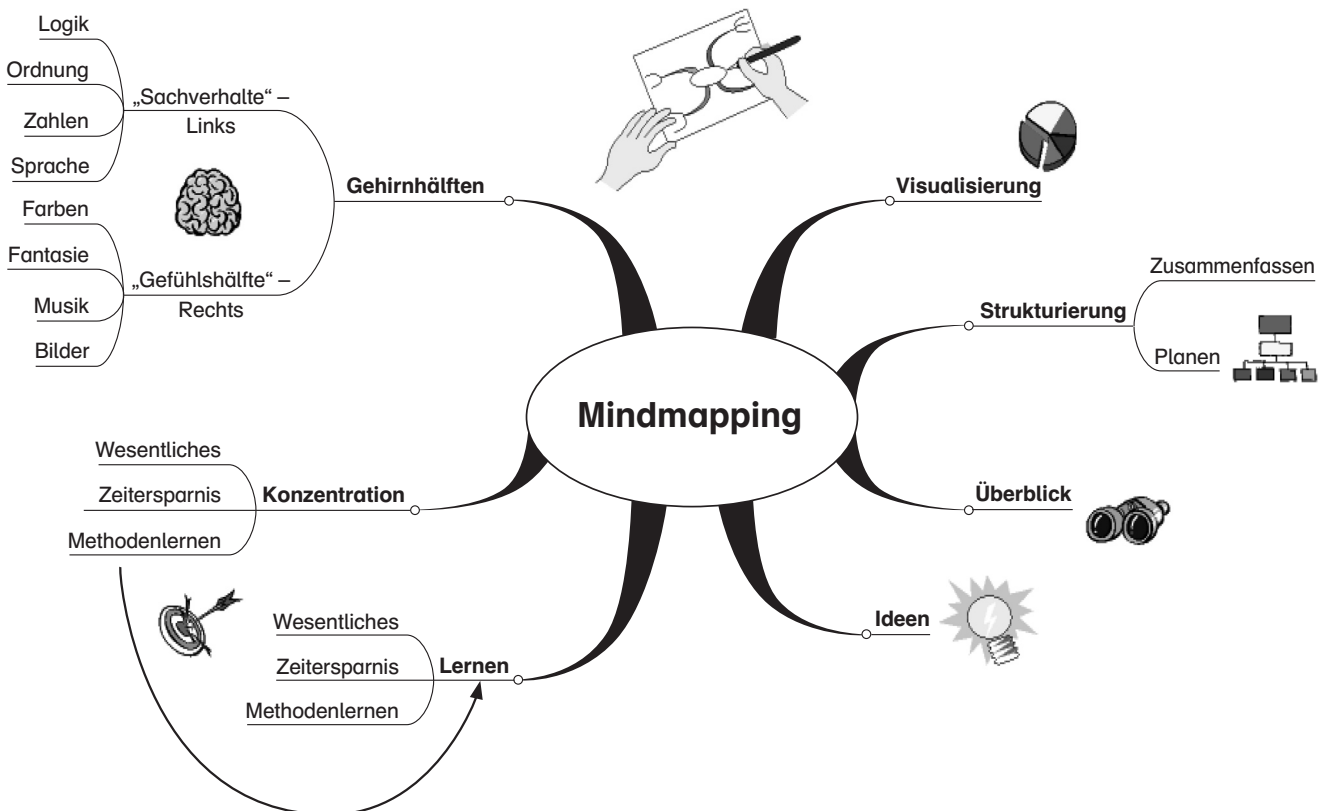 Logik
Ordnung
Zahlen
Sprache
„Sachverhalte“ –
Links
Farben
Fantasie
Musik
Bilder
„Gefühlshälfte“ –
Rechts
Gehirnhälften
Visualisierung
Zusammenfassen
Strukturierung
Planen
Mindmapping
Wesentliches
Zeitersparnis
Methodenlernen
Konzentration
Überblick
Ideen
Wesentliches
Zeitersparnis
Methodenlernen
Lernen